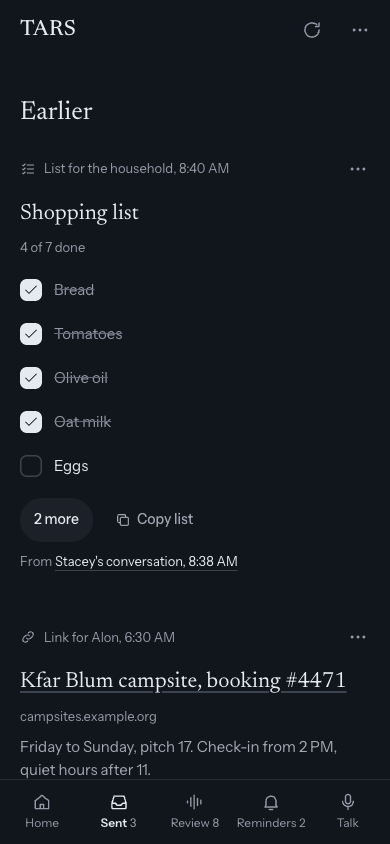 TARS
Earlier
List for the household, 8:40 AM
Shopping list
4 of 7 done
Bread
Tomatoes
Olive oil
Oat milk
Eggs
2 more
Copy list
From Stacey's conversation, 8:38 AM
Link for Alon, 6:30 AM
Kfar Blum campsite, booking #4471
campsites.example.org
Friday to Sunday, pitch 17. Check-in from 2 PM,
quiet hours after 11.
Home
Sent 3
Review 8
Reminders 2
Talk